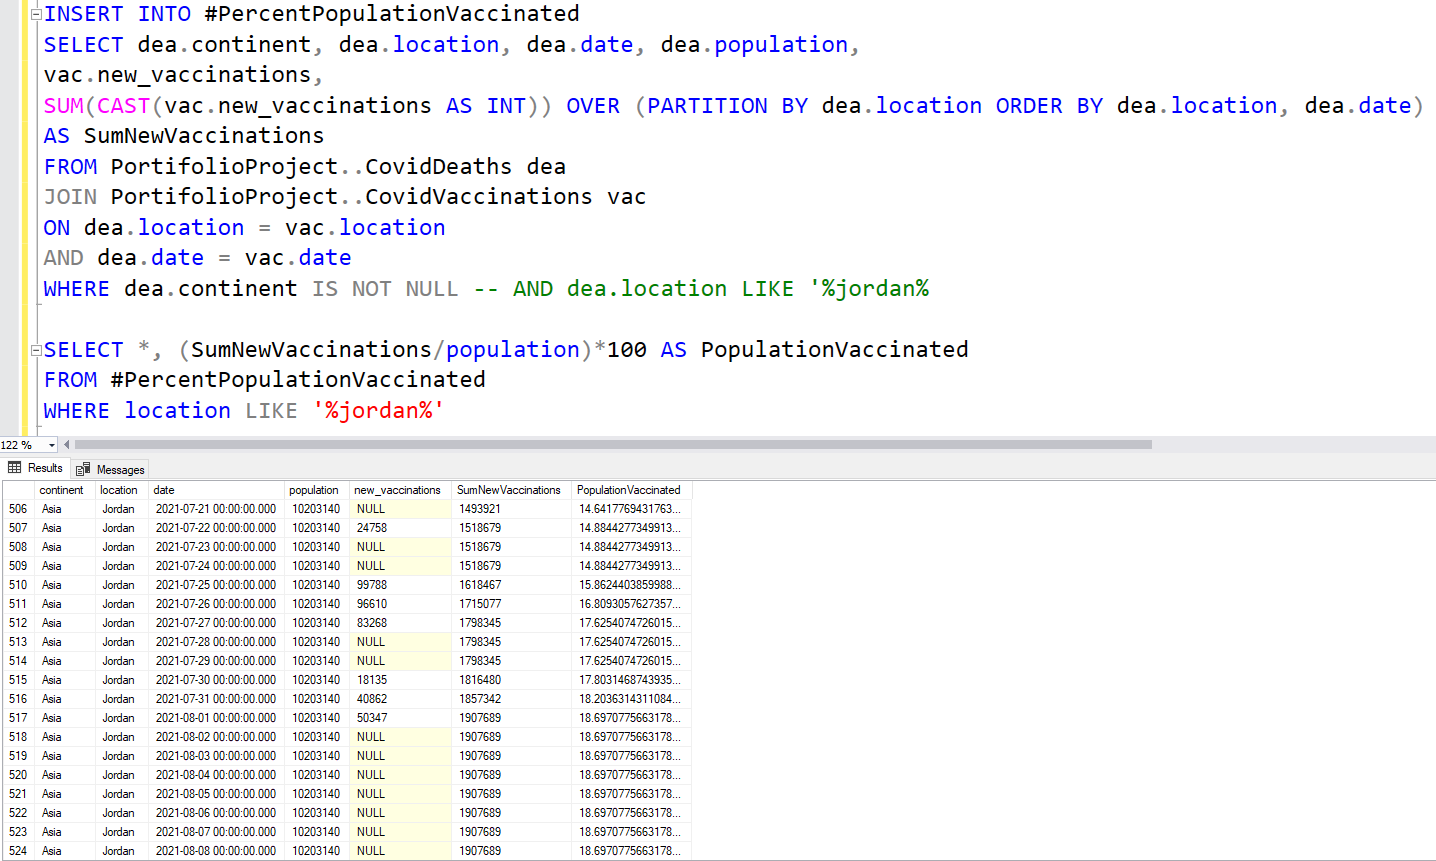 INSERT INTO #PercentPopulationVaccinated
SELECT dea.continent, dea.location, dea.date, dea.population,
vac.new_vaccinations,
SUM(CAST(vac.new_vaccinations AS INT)) OVER (PARTITION BY dea.location ORDER BY dea.location, dea.date)
AS SumNewVaccinations
FROM PortifolioProject..CovidDeaths dea
JOIN PortifolioProject..CovidVaccinations vac
ON dea.location = vac.location
AND dea.date = vac.date
WHERE dea.continent IS NOT NULL -- AND dea.location LIKE '%jordan%
SELECT *, (SumNewVaccinations/population)*100 AS PopulationVaccinated
FROM #PercentPopulationVaccinated
WHERE location LIKE '%jordan%'
122 %
Results Messages
continent location date population new_vaccinations SumNewVaccinations PopulationVaccinated
506 Asia Jordan 2021-07-21 00:00:00.000 10203140 NULL 1493921 14.6417769431763...
507 Asia Jordan 2021-07-22 00:00:00.000 10203140 24758 1518679 14.8844277349913...
508 Asia Jordan 2021-07-23 00:00:00.000 10203140 NULL 1518679 14.8844277349913...
509 Asia Jordan 2021-07-24 00:00:00.000 10203140 NULL 1518679 14.8844277349913...
510 Asia Jordan 2021-07-25 00:00:00.000 10203140 99788 1618467 15.8624403859988...
511 Asia Jordan 2021-07-26 00:00:00.000 10203140 96610 1715077 16.8093057627357...
512 Asia Jordan 2021-07-27 00:00:00.000 10203140 83268 1798345 17.6254074726015...
513 Asia Jordan 2021-07-28 00:00:00.000 10203140 NULL 1798345 17.6254074726015...
514 Asia Jordan 2021-07-29 00:00:00.000 10203140 NULL 1798345 17.6254074726015...
515 Asia Jordan 2021-07-30 00:00:00.000 10203140 18135 1816480 17.8031468743935...
516 Asia Jordan 2021-07-31 00:00:00.000 10203140 40862 1857342 18.2036314311084...
517 Asia Jordan 2021-08-01 00:00:00.000 10203140 50347 1907689 18.6970775663178...
518 Asia Jordan 2021-08-02 00:00:00.000 10203140 NULL 1907689 18.6970775663178...
519 Asia Jordan 2021-08-03 00:00:00.000 10203140 NULL 1907689 18.6970775663178...
520 Asia Jordan 2021-08-04 00:00:00.000 10203140 NULL 1907689 18.6970775663178...
521 Asia Jordan 2021-08-05 00:00:00.000 10203140 NULL 1907689 18.6970775663178...
522 Asia Jordan 2021-08-06 00:00:00.000 10203140 NULL 1907689 18.6970775663178...
523 Asia Jordan 2021-08-07 00:00:00.000 10203140 NULL 1907689 18.6970775663178...
524 Asia Jordan 2021-08-08 00:00:00.000 10203140 NULL 1907689 18.6970775663178...